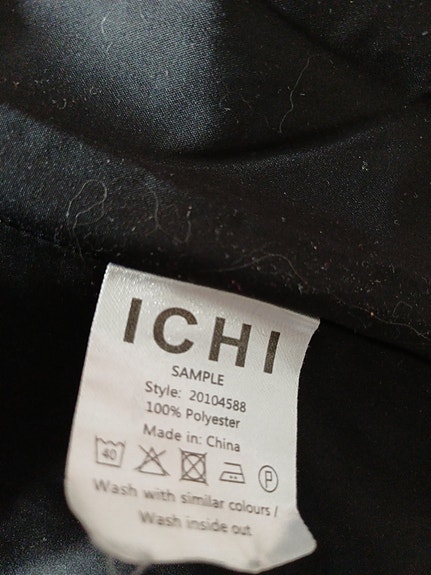 ICHI
SAMPLE
Style: 20104588
100% Polyester
Made in: China
40 P
Wash with similar colours /
Wash inside out